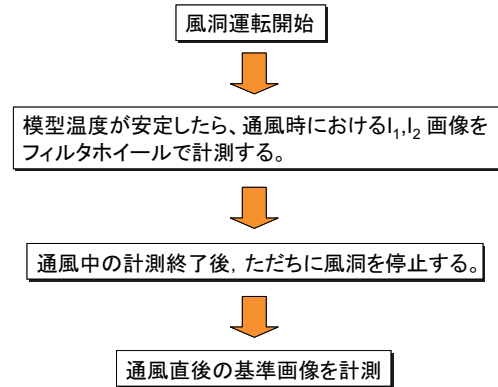 風洞運転開始
模型温度が安定したら、通風時におけるI₁,I₂ 画像を
フィルタホイールで計測する。
通風中の計測終了後，ただちに風洞を停止する。
通風直後の基準画像を計測